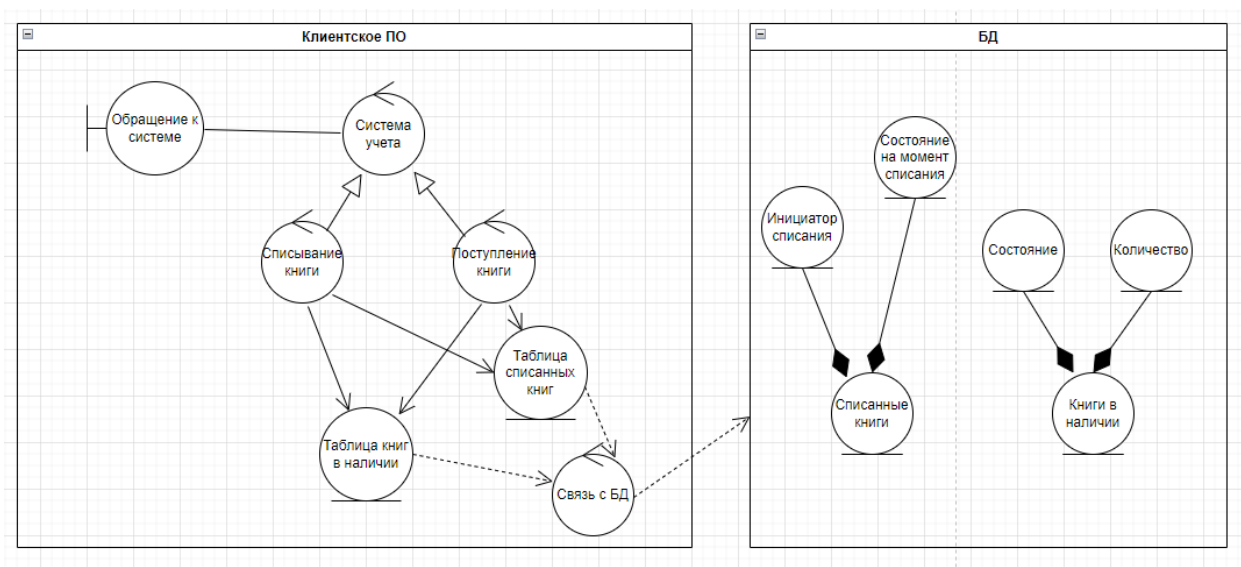 Клиентское ПО
Обращение к
системе
Система
учета
Списывание
книги
Поступление
книги
Таблица
списанных
книг
Таблица книг
в наличии
Связь с БД
БД
Состояние
на момент
списания
Инициатор
списания
Состояние
Количество
Списанные
книги
Книги в
наличии